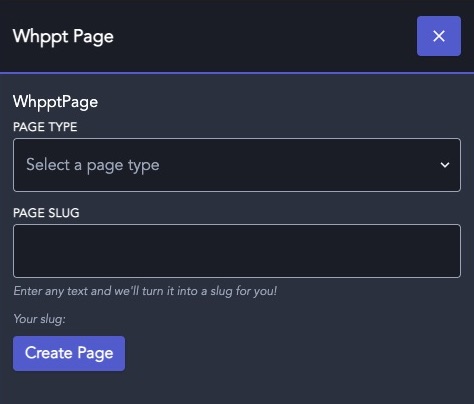 Whppt Page
WhpptPage
PAGE TYPE
Select a page type
PAGE SLUG
Enter any text and we'll turn it into a slug for you!
Your slug:
Create Page